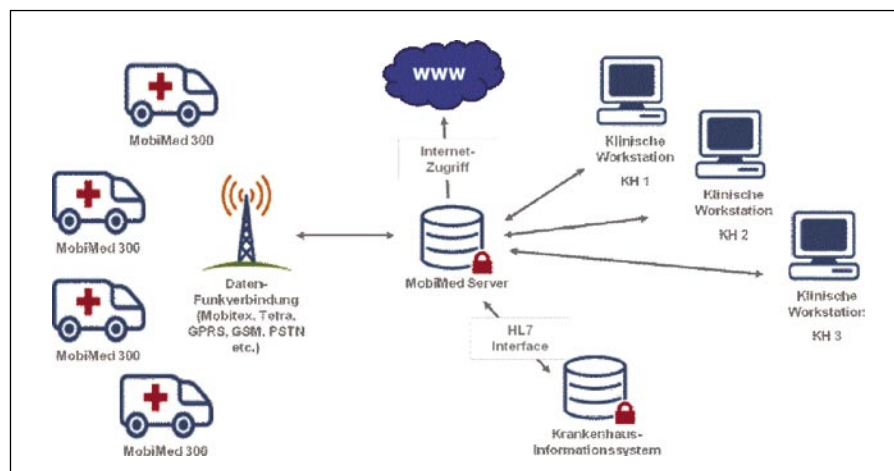 MobiMed 300
MobiMed 300
MobiMed 300
MobiMed 300
Daten-
Funkverbindung
(Mobitex, Tetra,
GPRS, GSM, PSTN
etc.)
www
Internet-
Zugriff
MobiMed Server
HL7
Interface
Krankenhaus-
Informationssystem
Klinische
Workstation
KH 1
Klinische
Workstation
KH 2
Klinische
Workstation
KH 3